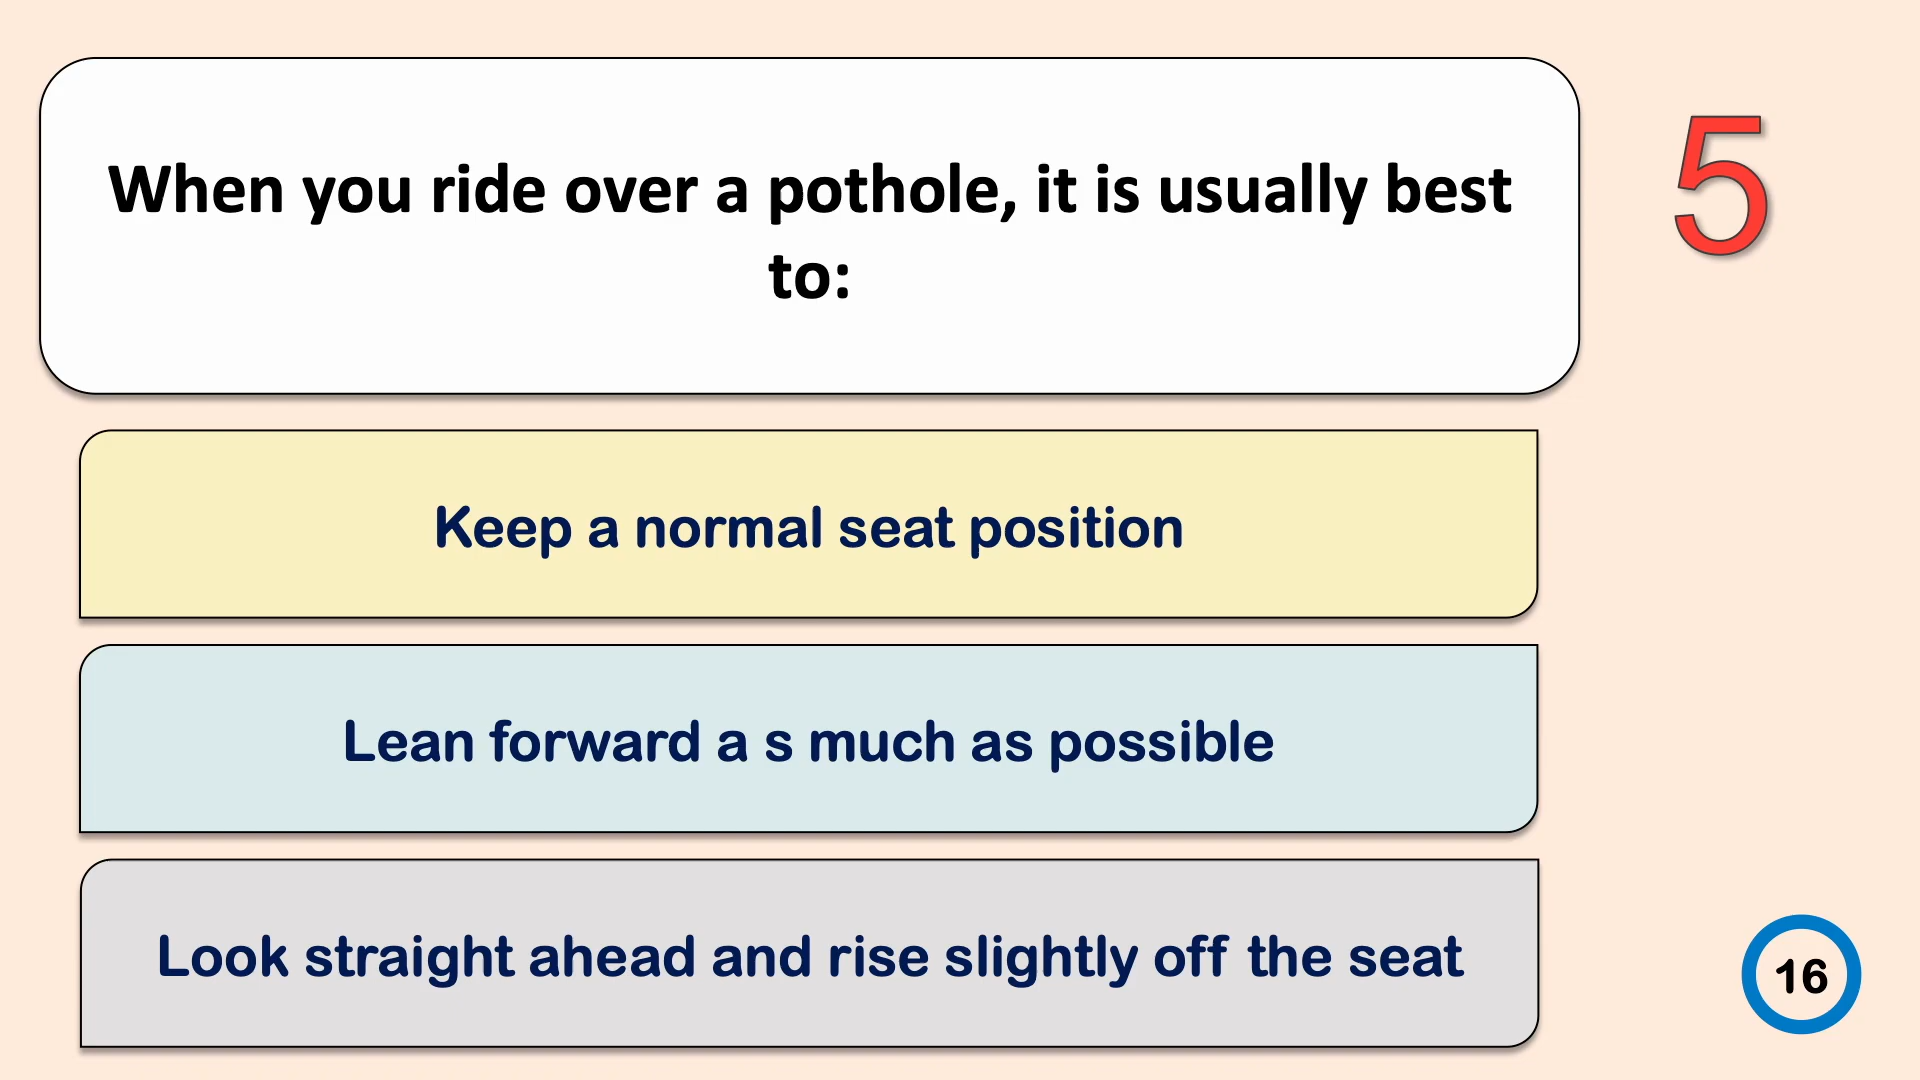 When you ride over a pothole, it is usually best
to:
5
Keep a normal seat position
Lean forward a s much as possible
Look straight ahead and rise slightly off the seat
16